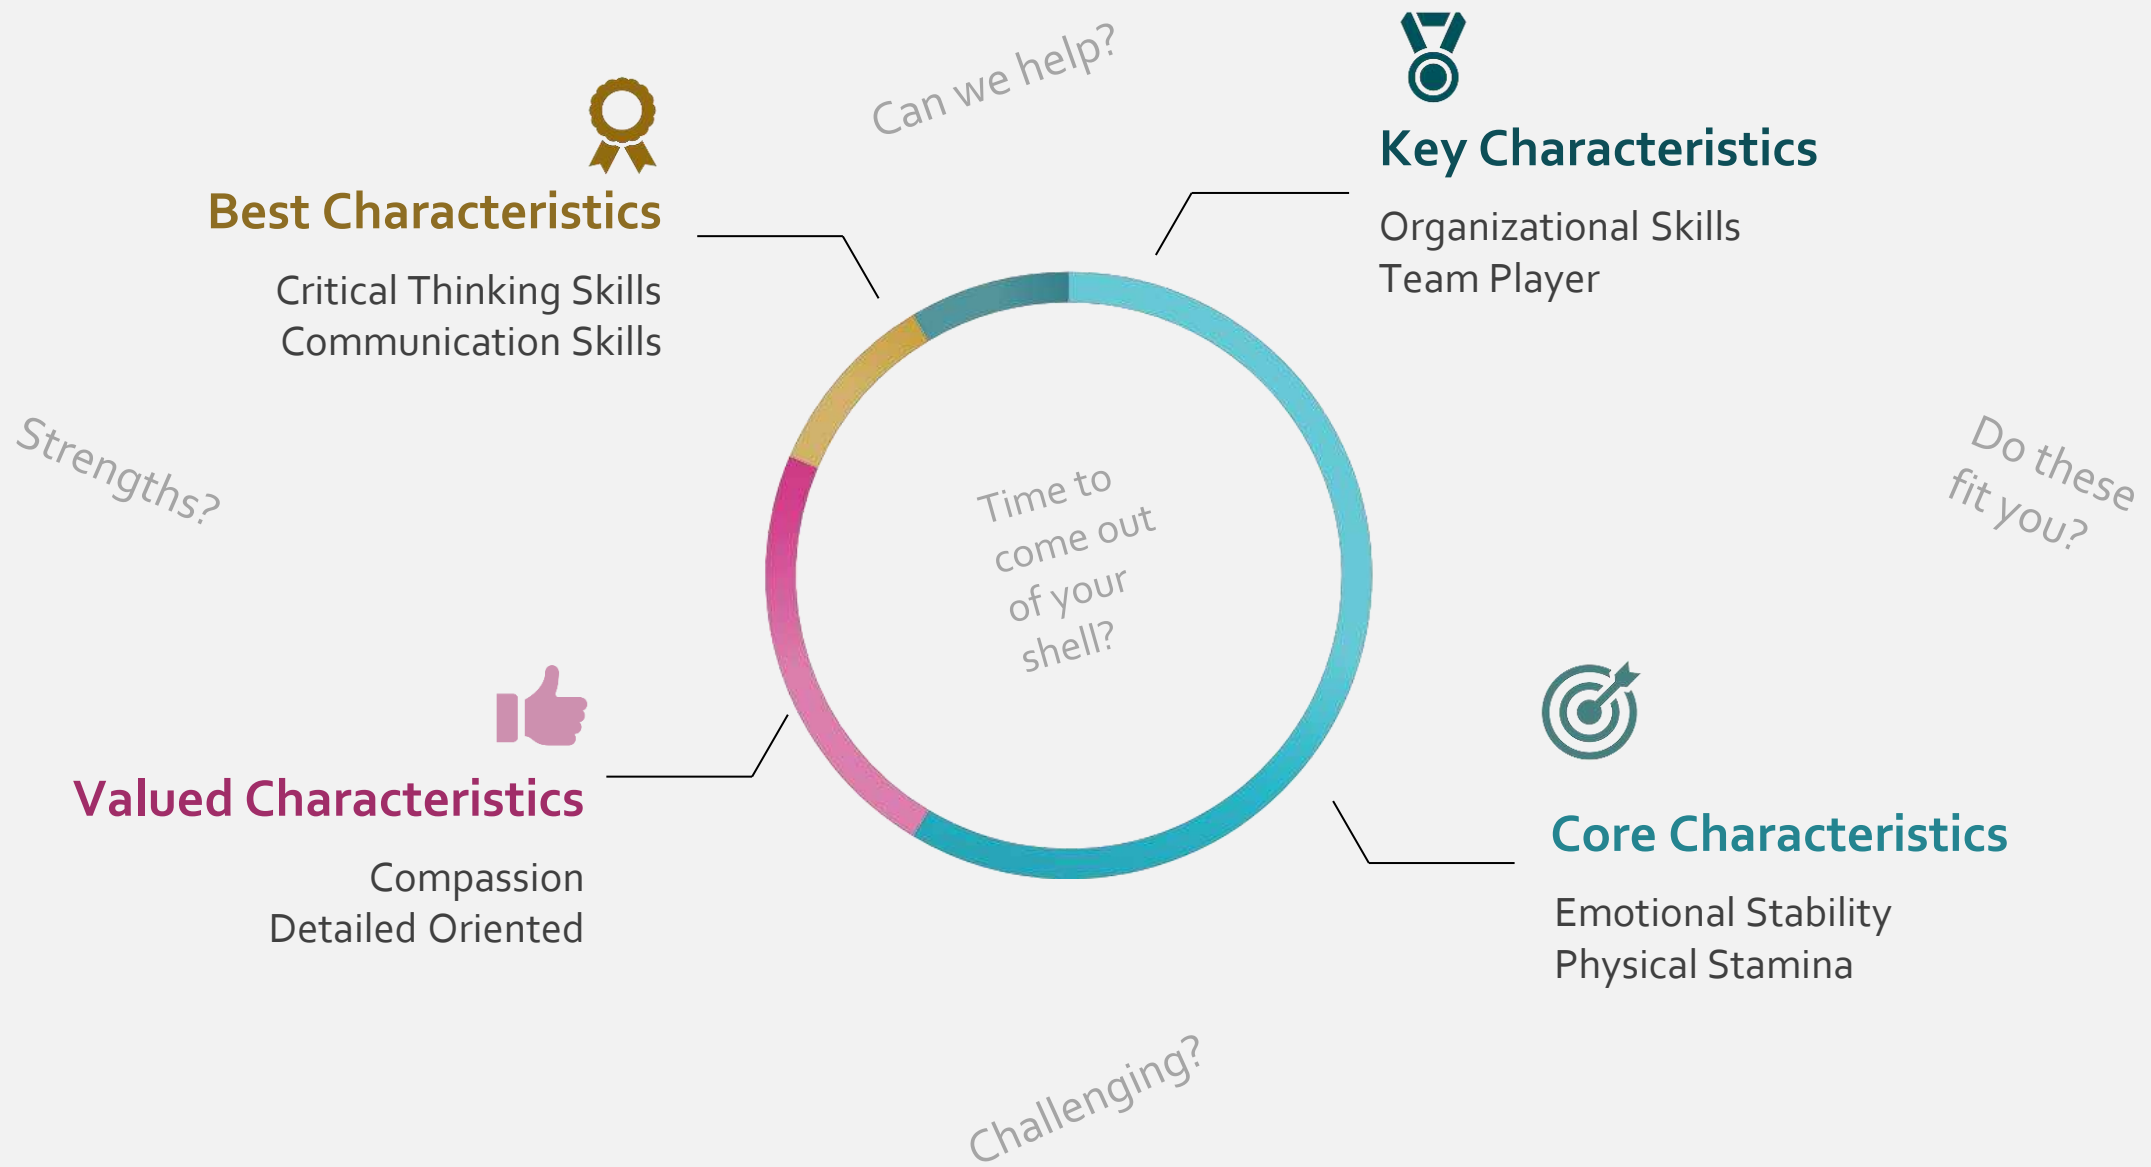 Can we help?
Key Characteristics
Organizational Skills
Team Player
Best Characteristics
Critical Thinking Skills
Communication Skills
Strengths?
Do these
fit you?
Time to
come out
of your
shell?
Valued Characteristics
Compassion
Detailed Oriented
Core Characteristics
Emotional Stability
Physical Stamina
Challenging?